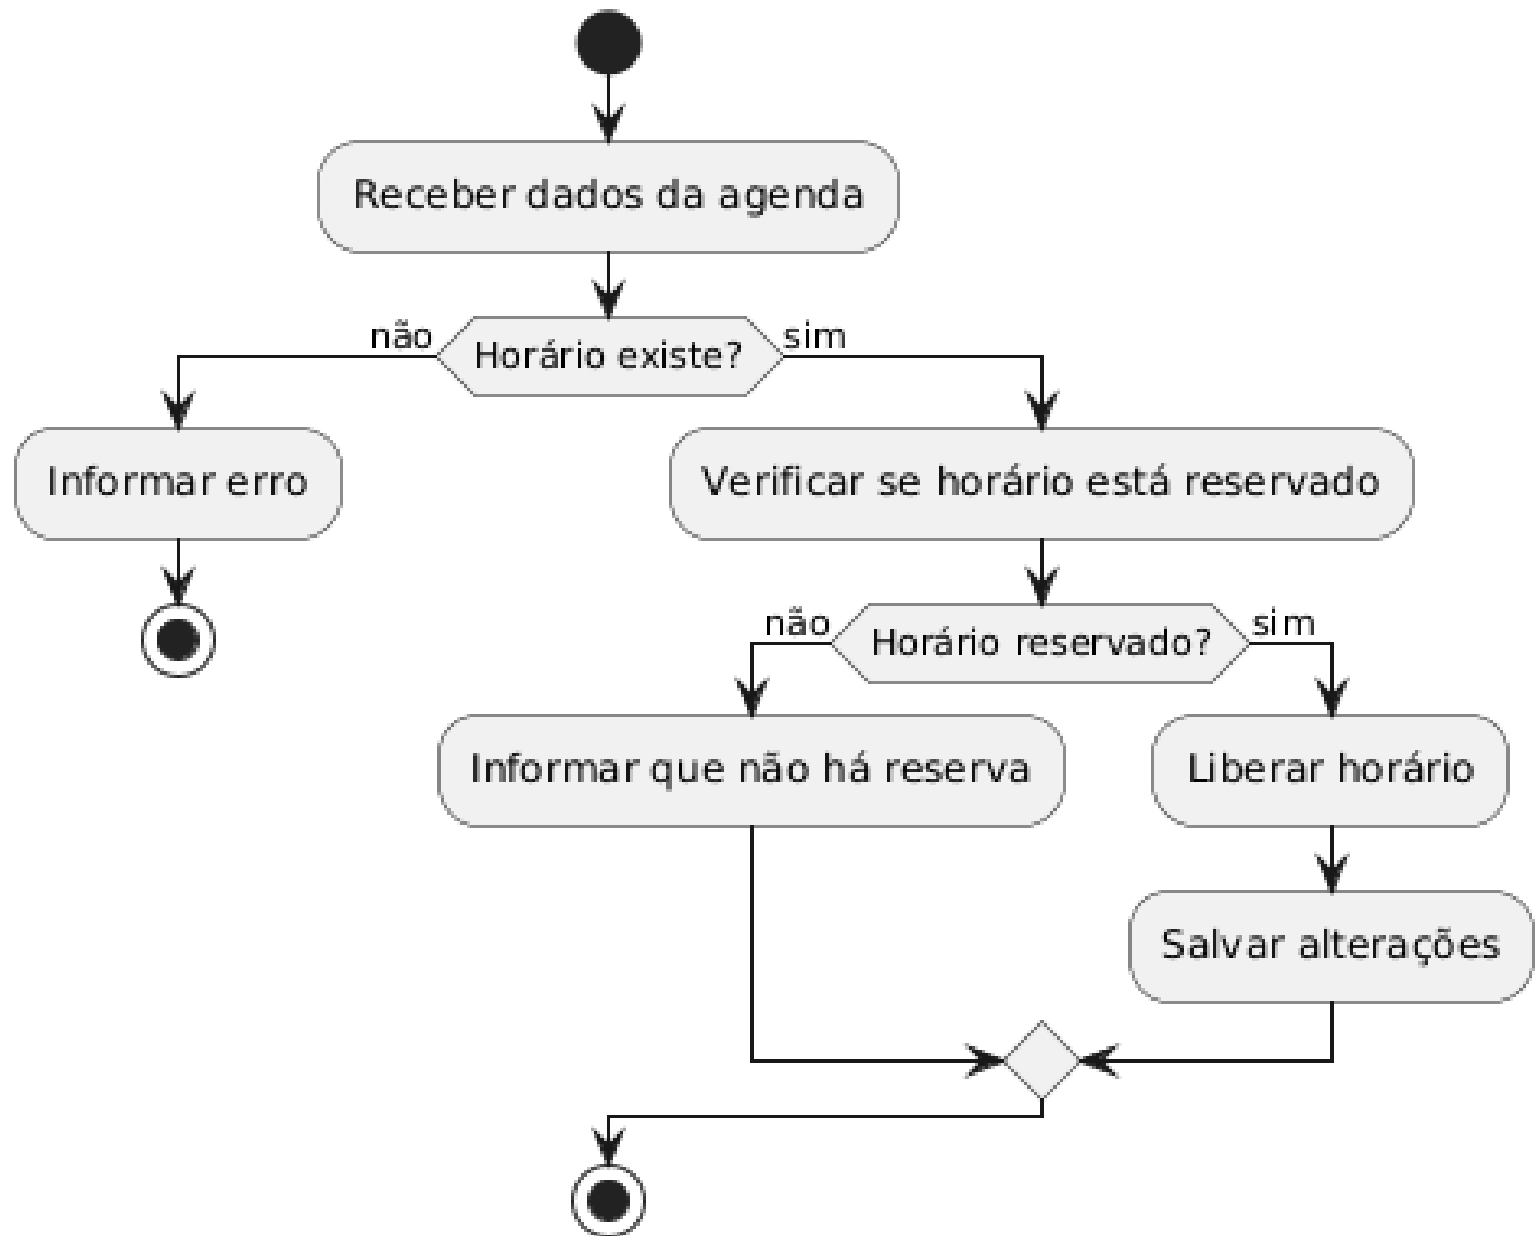 Receber dados da agenda
não
Horário existe?
sim
Informar erro
Verificar se horário está reservado
não
Horário reservado?
sim
Informar que não há reserva
Liberar horário
Salvar alterações